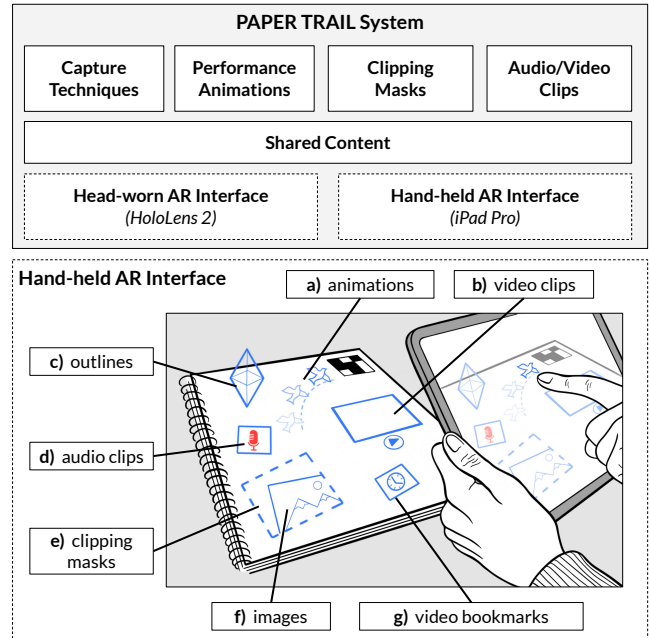 PAPER TRAIL System
Capture
Techniques
Performance
Animations
Clipping
Masks
Audio/Video
Clips
Shared Content
Head-worn AR Interface
(HoloLens 2)
Hand-held AR Interface
(iPad Pro)
Hand-held AR Interface
a) animations
b) video clips
c) outlines
d) audio clips
e) clipping
masks
f) images
g) video bookmarks